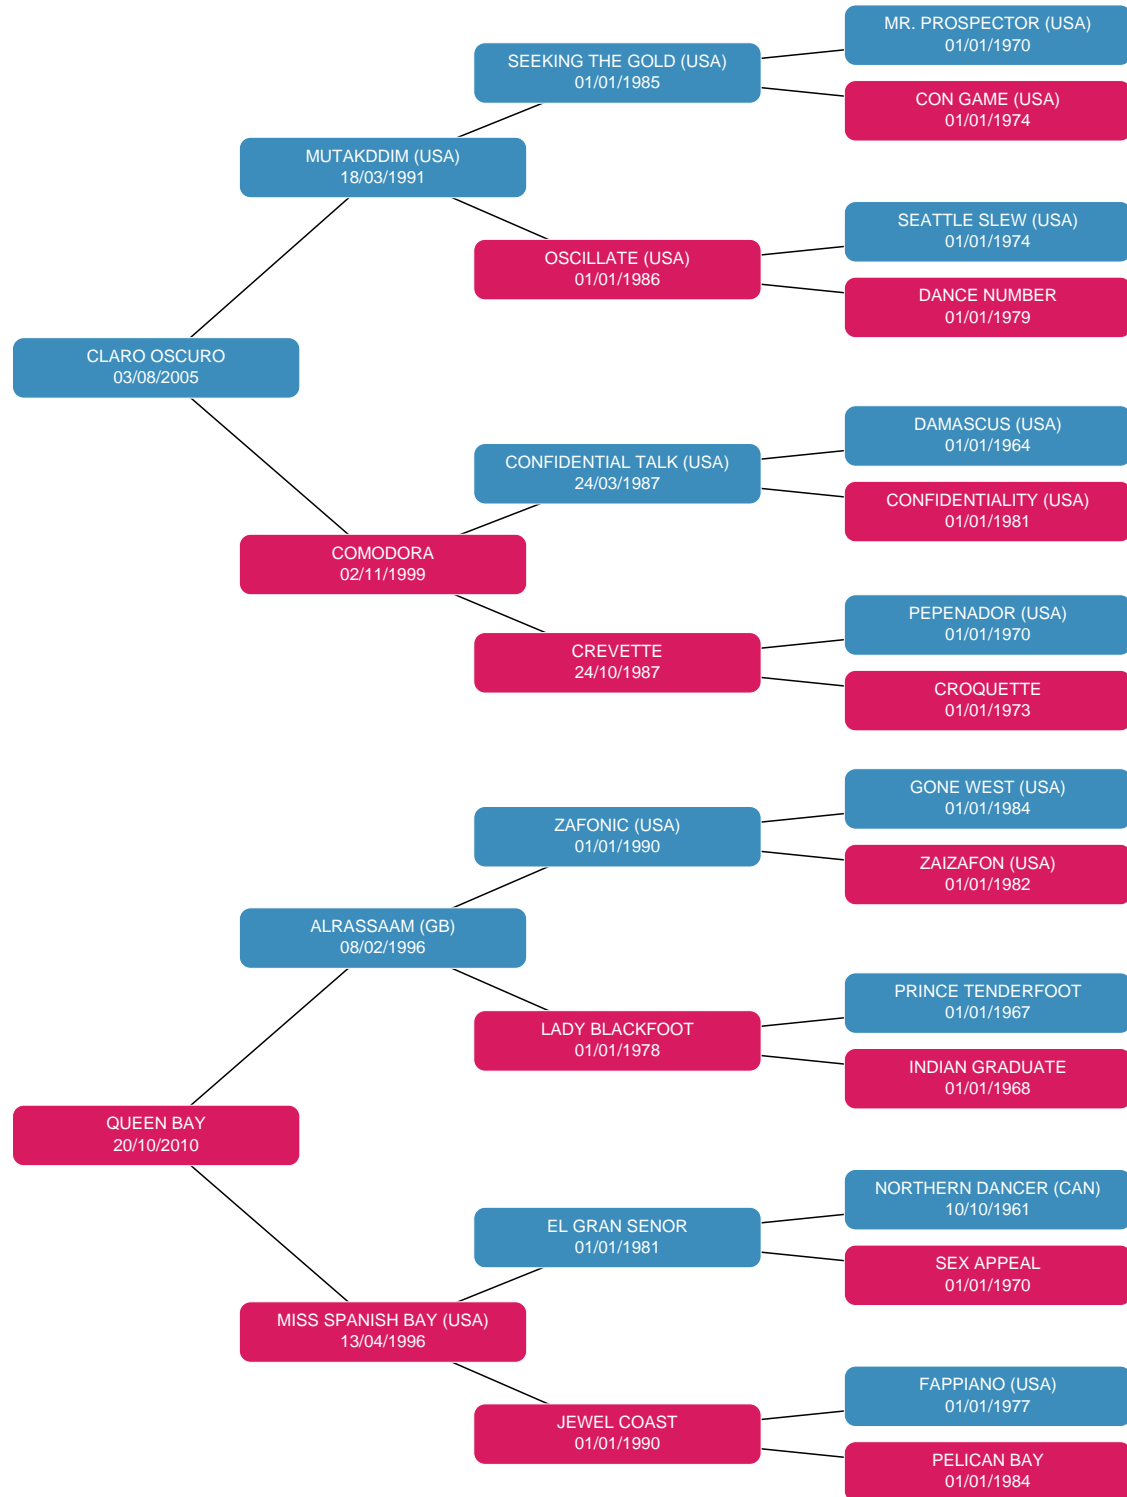 MR. PROSPECTOR (USA)
01/01/1970
SEEKING THE GOLD (USA)
01/01/1985
CON GAME (USA)
01/01/1974
MUTAKDDIM (USA)
18/03/1991
SEATTLE SLEW (USA)
01/01/1974
OSCILLATE (USA)
01/01/1986
DANCE NUMBER
01/01/1979
CLARO OSCURO
03/08/2005
DAMASCUS (USA)
01/01/1964
CONFIDENTIAL TALK (USA)
24/03/1987
CONFIDENTIALITY (USA)
01/01/1981
COMODORA
02/11/1999
PEPENADOR (USA)
01/01/1970
CREVETTE
24/10/1987
CROQUETTE
01/01/1973
GONE WEST (USA)
01/01/1984
ZAFONIC (USA)
01/01/1990
ZAIZAFON (USA)
01/01/1982
ALRASSAAM (GB)
08/02/1996
PRINCE TENDERFOOT
01/01/1967
LADY BLACKFOOT
01/01/1978
INDIAN GRADUATE
01/01/1968
QUEEN BAY
20/10/2010
NORTHERN DANCER (CAN)
10/10/1961
EL GRAN SENOR
01/01/1981
SEX APPEAL
01/01/1970
MISS SPANISH BAY (USA)
13/04/1996
FAPPIANO (USA)
01/01/1977
JEWEL COAST
01/01/1990
PELICAN BAY
01/01/1984